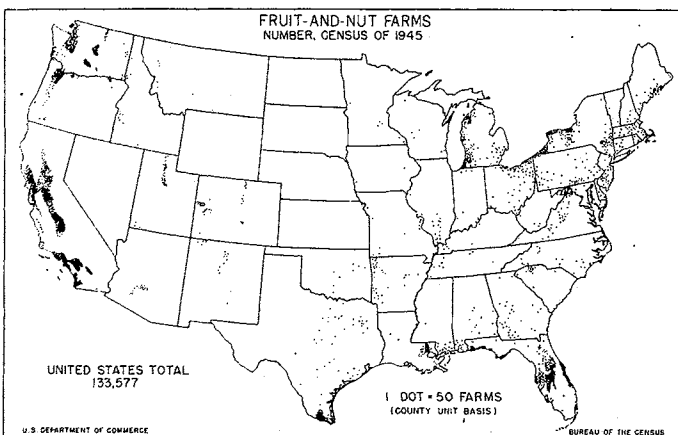 FRUIT-AND-NUT FARMS
NUMBER, CENSUS OF 1945
UNITED STATES TOTAL
133,577
1 DOT = 50 FARMS
(COUNTY UNIT BASIS)
U.S. DEPARTMENT OF COMMERCE
BUREAU OF THE CENSUS